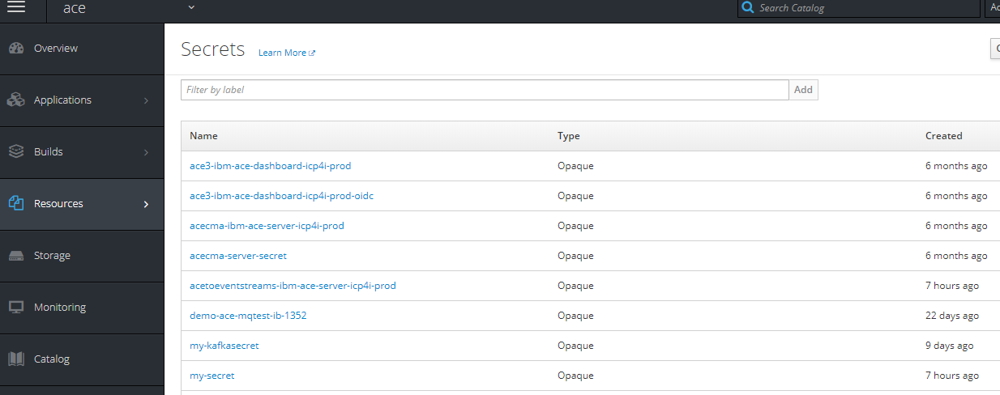 ace
Search Catalog
Overview
Secrets Learn More
Filter by label Add
Applications
Name Type Created
Builds
ace3-ibm-ace-dashboard-icp4i-prod Opaque 6 months ago
ace3-ibm-ace-dashboard-icp4i-prod-oidc Opaque 6 months ago
Resources
acecma-ibm-ace-server-icp4i-prod Opaque 6 months ago
acecma-server-secret Opaque 6 months ago
Storage
acetoeventstreams-ibm-ace-server-icp4i-prod Opaque 7 hours ago
Monitoring
demo-ace-mqtest-ib-1352 Opaque 22 days ago
my-kafkasecret Opaque 9 days ago
Catalog
my-secret Opaque 7 hours ago